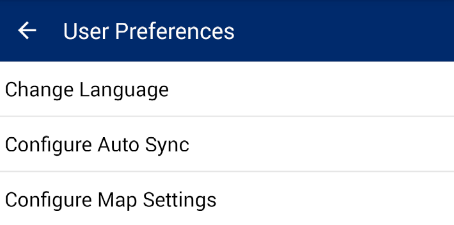 User Preferences
Change Language
Configure Auto Sync
Configure Map Settings